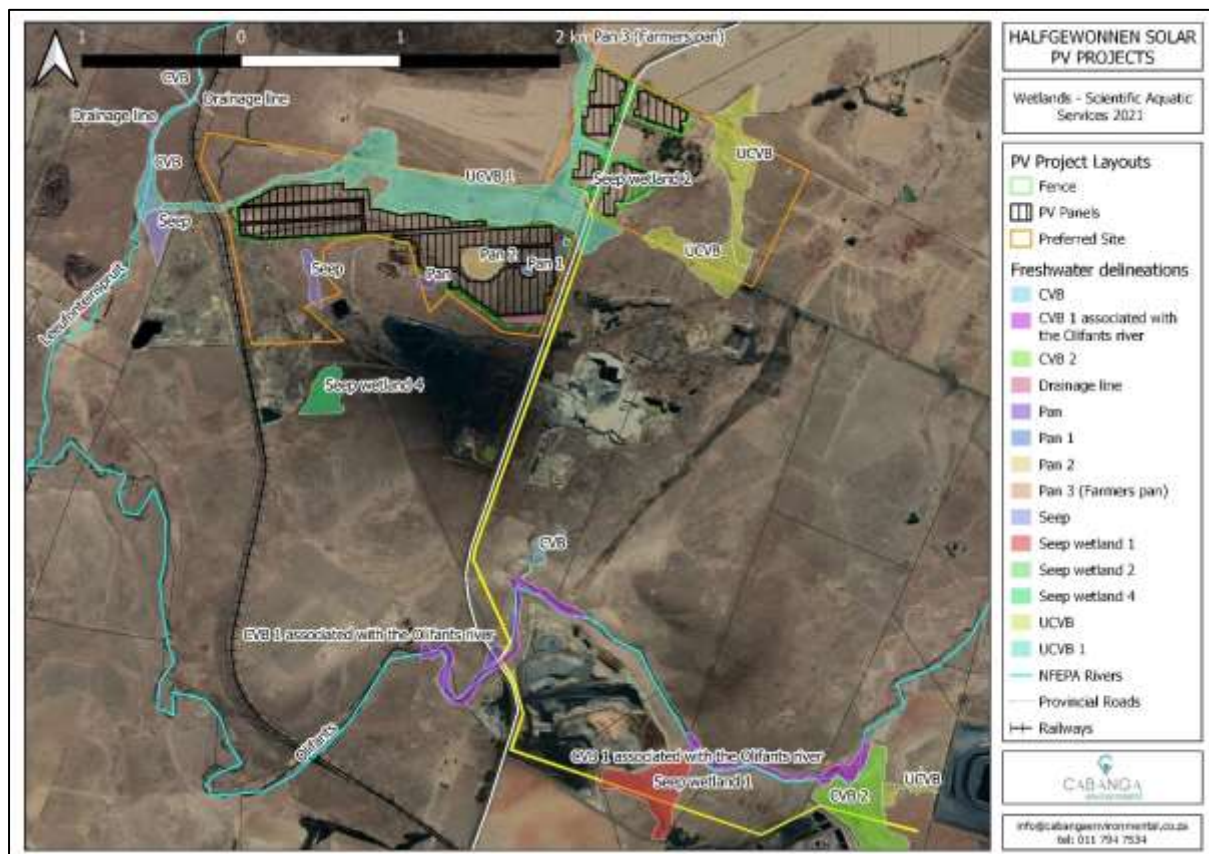 1 0 1 2 km
Pan 3 (Farmers pan)
CVB
Drainage line
Drainage line
CVB
UCVB
UCVB 1
Seep wetland 2
Seep
UCVB
Seep
Pan
Pan 2
Pan 1
Seep wetland 4
CVB
CVB 1 associated with the Olifants river
Olifants
CVB 1 associated with the Olifants river
Seep wetland 1
CVB 2
UCVB
HALFGEWONNEN SOLAR
PV PROJECTS
Wetlands - Scientific Aquatic
Services 2021
PV Project Layouts
Fence
PV Panels
Preferred Site
Freshwater delineations
CVB
CVB 1 associated with
the Olifants river
CVB 2
Drainage line
Pan
Pan 1
Pan 2
Pan 3 (Farmers pan)
Seep
Seep wetland 1
Seep wetland 2
Seep wetland 4
UCVB
UCVB 1
NFEPA Rivers
Provincial Roads
Railways
CABANGA
info@cabangaenvironmental.co.za
tel: 011 794 7534